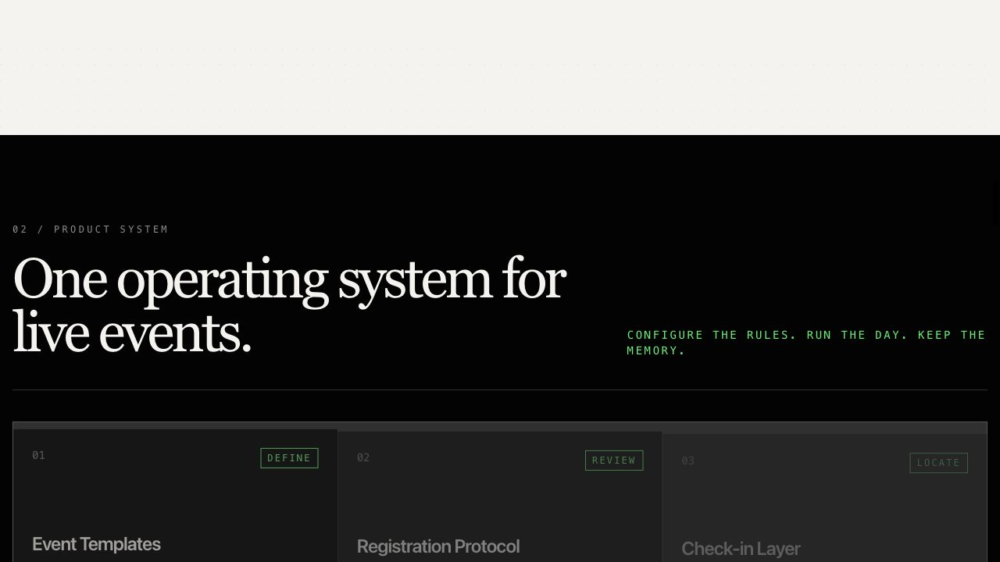 02 / PRODUCT SYSTEM
One operating system for
live events.
CONFIGURE THE RULES. RUN THE DAY. KEEP THE
MEMORY.
01
DEFINE
02
REVIEW
03
LOCATE
Event Templates
Registration Protocol
Check-in Layer